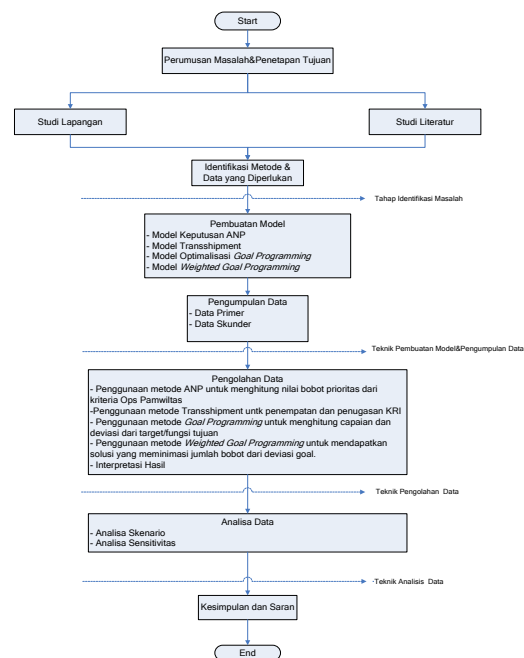 Start
Perumusan Masalah&Penetapan Tujuan
Studi Lapangan
Studi Literatur
Identifikasi Metode &
Data yang Diperlukan
Tahap Identifikasi Masalah
Pembuatan Model
- Model Keputusan ANP
- Model Transshipment
- Model Optimalisasi Goal Programming
- Model Weighted Goal Programming
Pengumpulan Data
- Data Primer
- Data Skunder
Teknik Pembuatan Model&Pengumpulan Data
Pengolahan Data
- Penggunaan metode ANP untuk menghitung nilai bobot prioritas dari
kriteria Ops Pamwiltas
-Penggunaan metode Transshipment untk penempatan dan penugasan KRI
- Penggunaan metode Goal Programming untuk menghitung capaian dan
deviasi dari target/fungsi tujuan
- Penggunaan metode Weighted Goal Programming untuk mendapatkan
solusi yang meminimasi jumlah bobot dari deviasi goal.
- Interpretasi Hasil
Teknik Pengolahan Data
Analisa Data
- Analisa Skenario
- Analisa Sensitivitas
-Teknik Analisis Data
Kesimpulan dan Saran
End